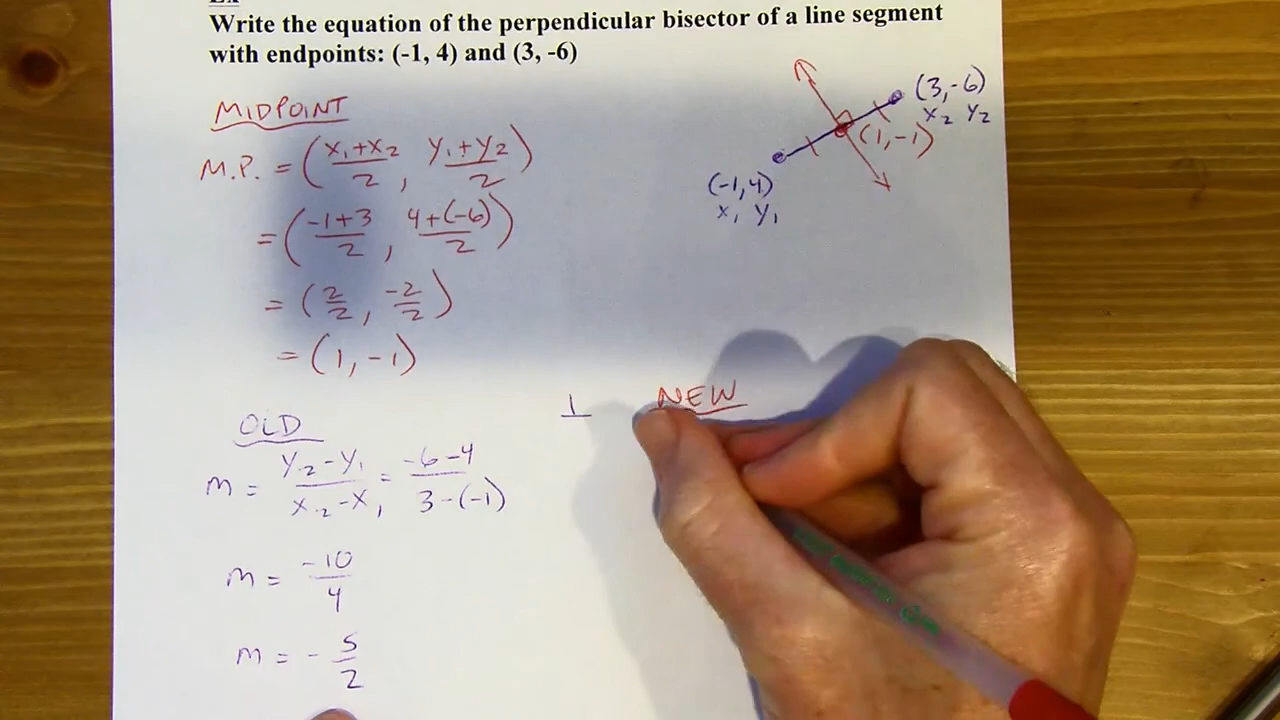 Ex
Write the equation of the perpendicular bisector of a line segment
with endpoints: (-1, 4) and (3, -6)
MIDPOINT
M.P. = (x₁+x₂/2, y₁+y₂/2)
= (-1+3/2, 4+(-6)/2)
= (2/2, -2/2)
= (1, -1)
(3, -6)
x₂ y₂
(1, -1)
(-1, 4)
x₁ y₁
OLD
m = y₂-y₁/x₂-x₁ = -6-4/3-(-1)
m = -10/4
m = -5/2
⊥
NEW